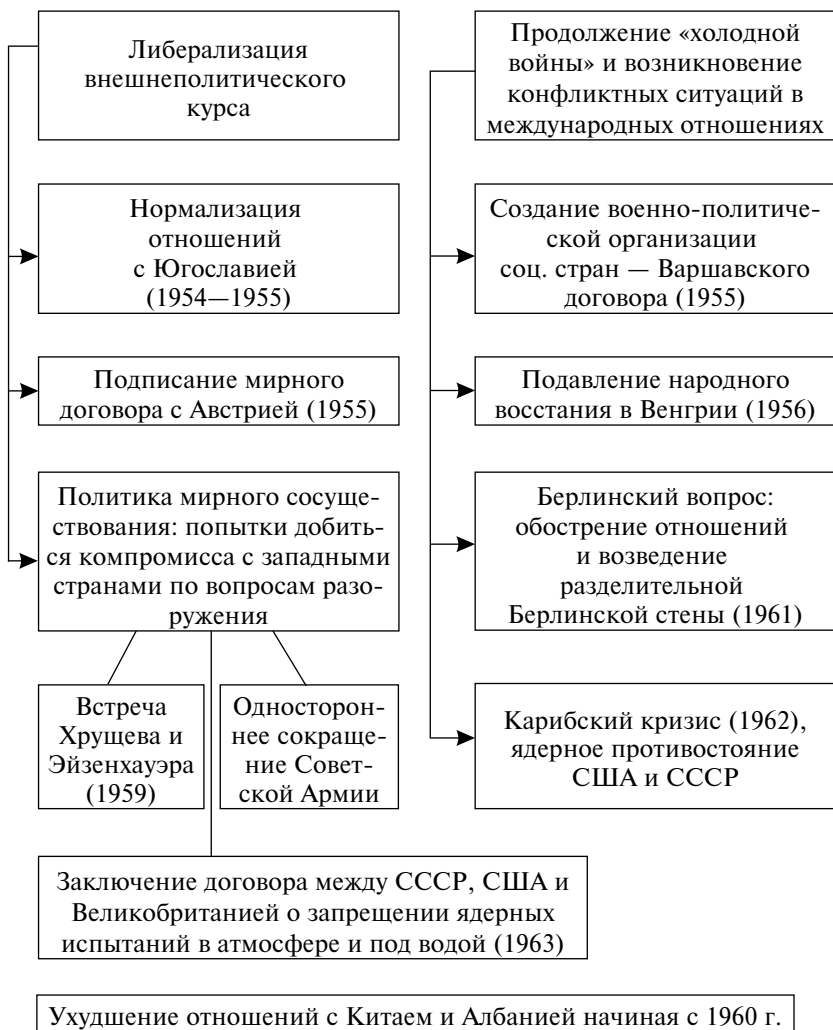 Либерализация
внешнеполитического
курса
Нормализация
отношений
с Югославией
(1954—1955)
Подписание мирного
договора с Австрией (1955)
Политика мирного сосуще-
ствования: попытки добить-
ся компромисса с западными
странами по вопросам разо-
ружения
Встреча
Хрущева и
Эйзенхауэра
(1959)
Односторон-
нее сокраще-
ние Совет-
ской Армии
Заключение договора между СССР, США и
Великобританией о запрещении ядерных
испытаний в атмосфере и под водой (1963)
Продолжение «холодной
войны» и возникновение
конфликтных ситуаций в
международных отношениях
Создание военно-политиче-
ской организации
соц. стран — Варшавского
договора (1955)
Подавление народного
восстания в Венгрии (1956)
Берлинский вопрос:
обострение отношений
и возведение
разделительной
Берлинской стены (1961)
Карибский кризис (1962),
ядерное противостояние
США и СССР
Ухудшение отношений с Китаем и Албанией начиная с 1960 г.